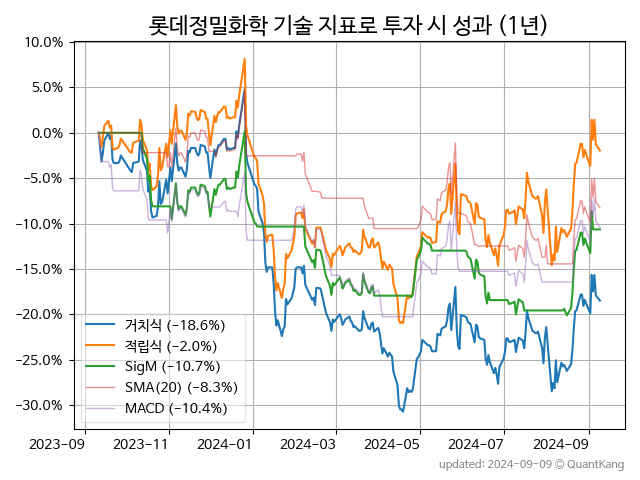 롯데정밀화학 기술 지표로 투자 시 성과 (1년)
10.0%
5.0%
0.0%
−5.0%
−10.0%
−15.0%
−20.0%
−25.0%
−30.0%
거치식 (−18.6%)
적립식 (−2.0%)
SigM (−10.7%)
SMA(20) (−8.3%)
MACD (−10.4%)
2023-09 2023-11 2024-01 2024-03 2024-05 2024-07 2024-09
updated: 2024-09-09 © QuantKang